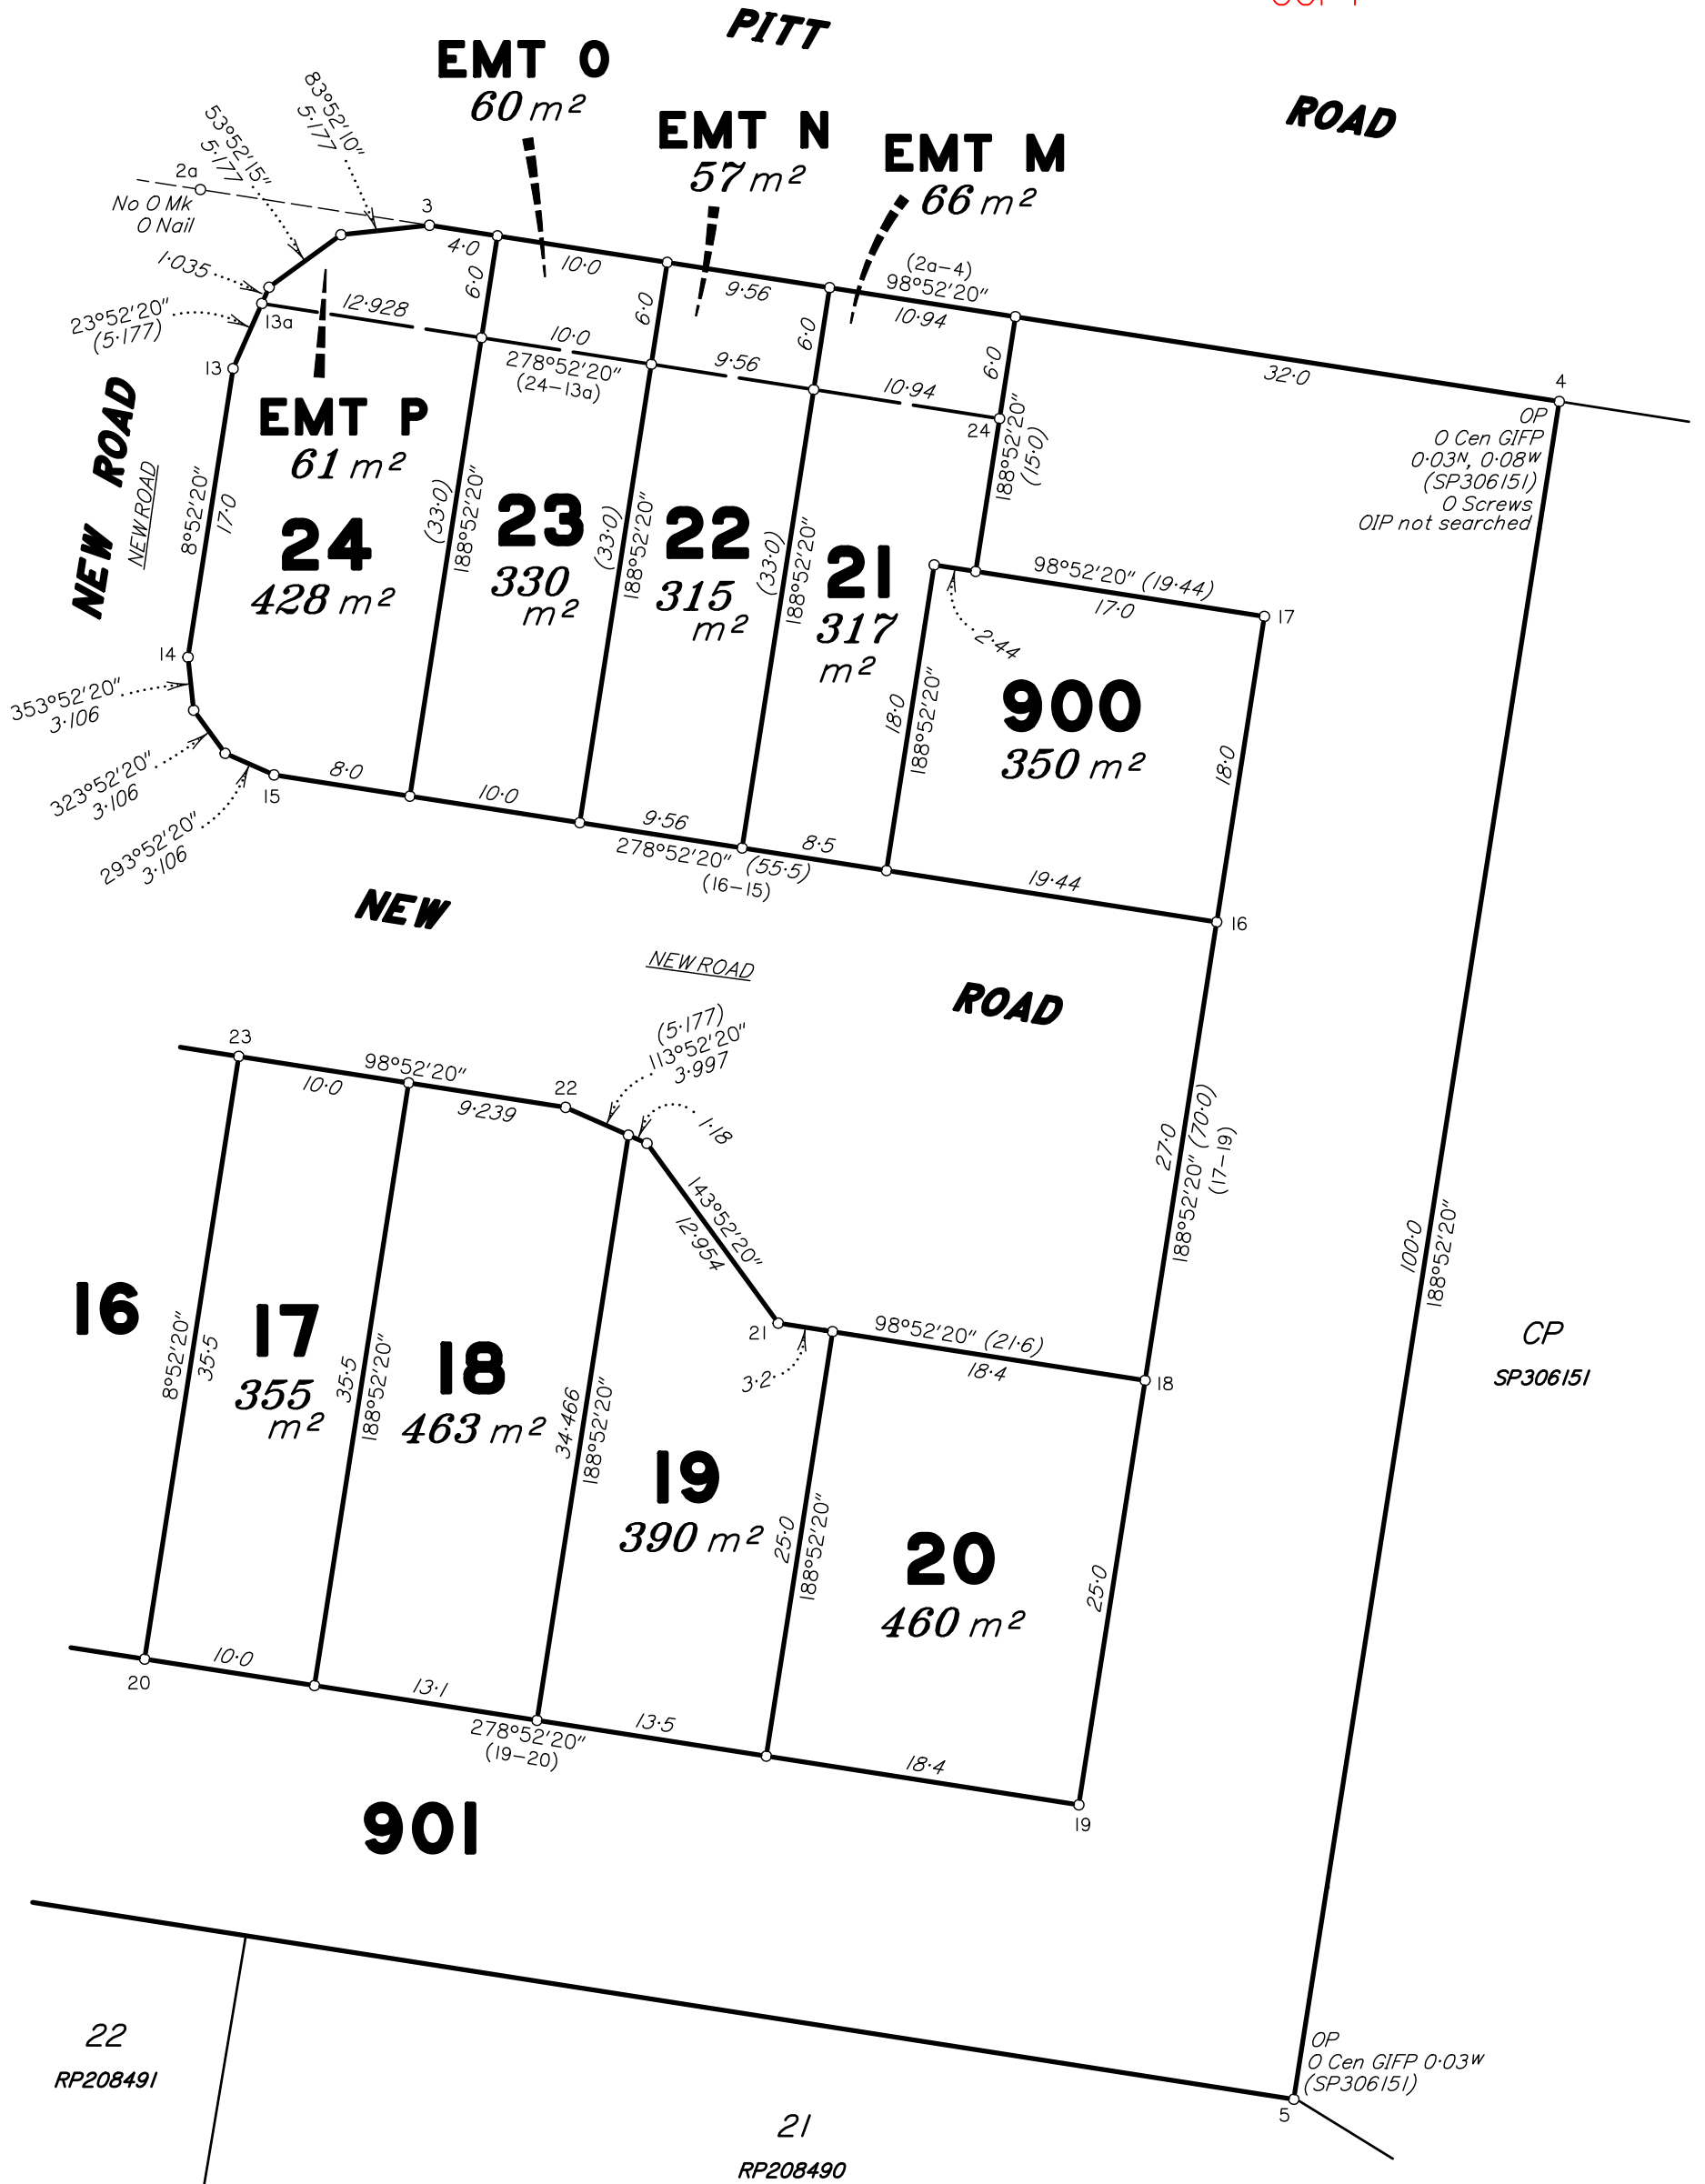 PITT
ROAD
EMT O
60 m²
EMT N
57 m²
EMT M
66 m²
83°52'10"
5·177
53°52'15"
5·177
2a
No O Mk
O Nail
3
4·0
10·0
9·56
(2a-4)
98°52'20"
10·94
32·0
4
1·035
23°52'20"
(5·177)
13a
13
12·928
6·0
6·0
6·0
6·0
10·0
278°52'20"
(24-13a)
9·56
10·94
24
188°52'20"
(15·0)
OP
O Cen GIFP
0·03ᴺ, 0·08ᵂ
(SP306151)
O Screws
OIP not searched
NEW ROAD
NEW ROAD
8°52'20"
17·0
EMT P
61 m²
24
428 m²
(33·0)
188°52'20"
23
330
m²
(33·0)
188°52'20"
22
315
m²
(33·0)
188°52'20"
21
317
m²
98°52'20" (19·44)
17·0
17
2·44
18·0
188°52'20"
900
350 m²
18·0
14
353°52'20"
3·106
323°52'20"
3·106
293°52'20"
3·106
15
8·0
10·0
9·56
278°52'20" (55·5)
(16-15)
8·5
19·44
16
NEW
NEW ROAD
ROAD
23
10·0
98°52'20"
9·239
22
(5·177)
113°52'20"
3·997
1·18
143°52'20"
12·954
27·0
188°52'20" (70·0)
(17-19)
100·0
188°52'20"
16
8°52'20"
35·5
17
355
m²
35·5
188°52'20"
18
463 m²
34·466
188°52'20"
19
390 m²
21
3·2
98°52'20" (21·6)
18·4
18
25·0
188°52'20"
20
460 m²
25·0
CP
SP306151
20
10·0
13·1
278°52'20"
(19-20)
13·5
18·4
19
901
22
RP208491
21
RP208490
OP
O Cen GIFP 0·03ᵂ
(SP306151)
5